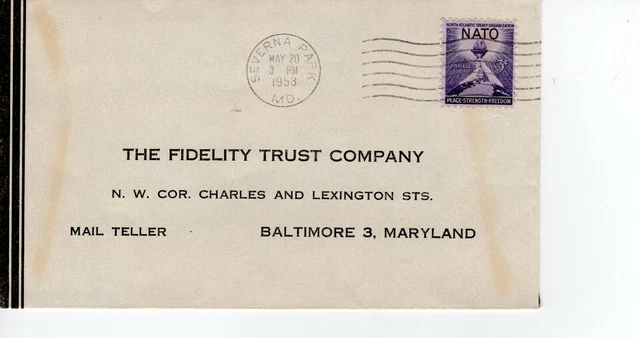 SEVERNA PARK
MAY 20
3 PM
1953
MD.
NORTH ATLANTIC TREATY ORGANIZATION
NATO
3¢
PEACE-STRENGTH-FREEDOM
THE FIDELITY TRUST COMPANY
N. W. COR. CHARLES AND LEXINGTON STS.
MAIL TELLER
BALTIMORE 3, MARYLAND